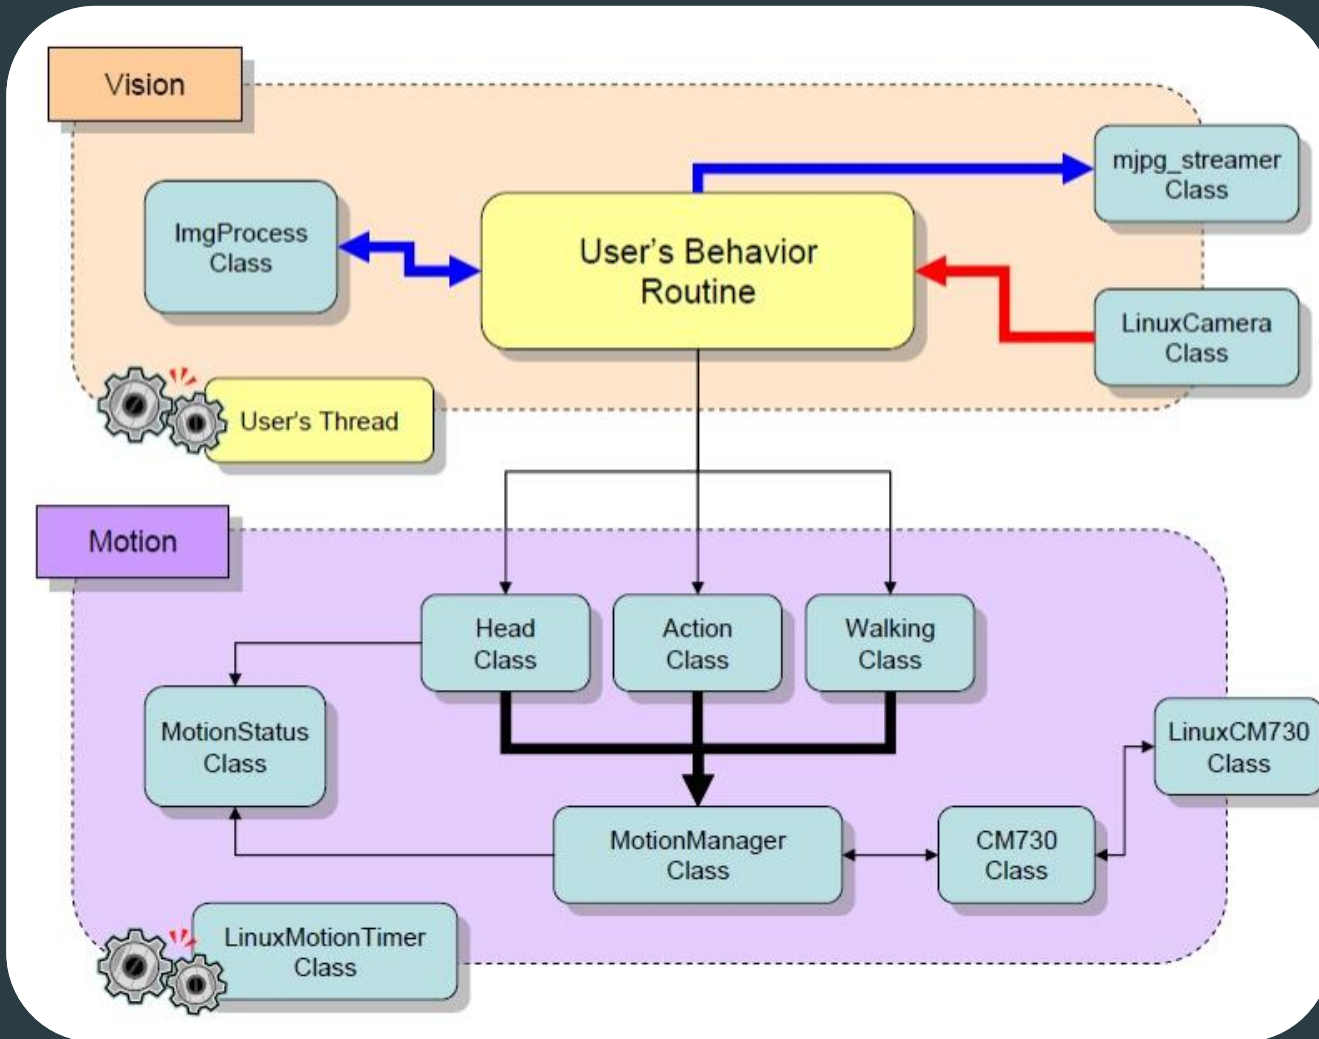 Vision
mjpg_streamer
Class
ImgProcess
Class
User's Behavior
Routine
LinuxCamera
Class
User's Thread
Motion
Head
Class
Action
Class
Walking
Class
MotionStatus
Class
LinuxCM730
Class
MotionManager
Class
CM730
Class
LinuxMotionTimer
Class